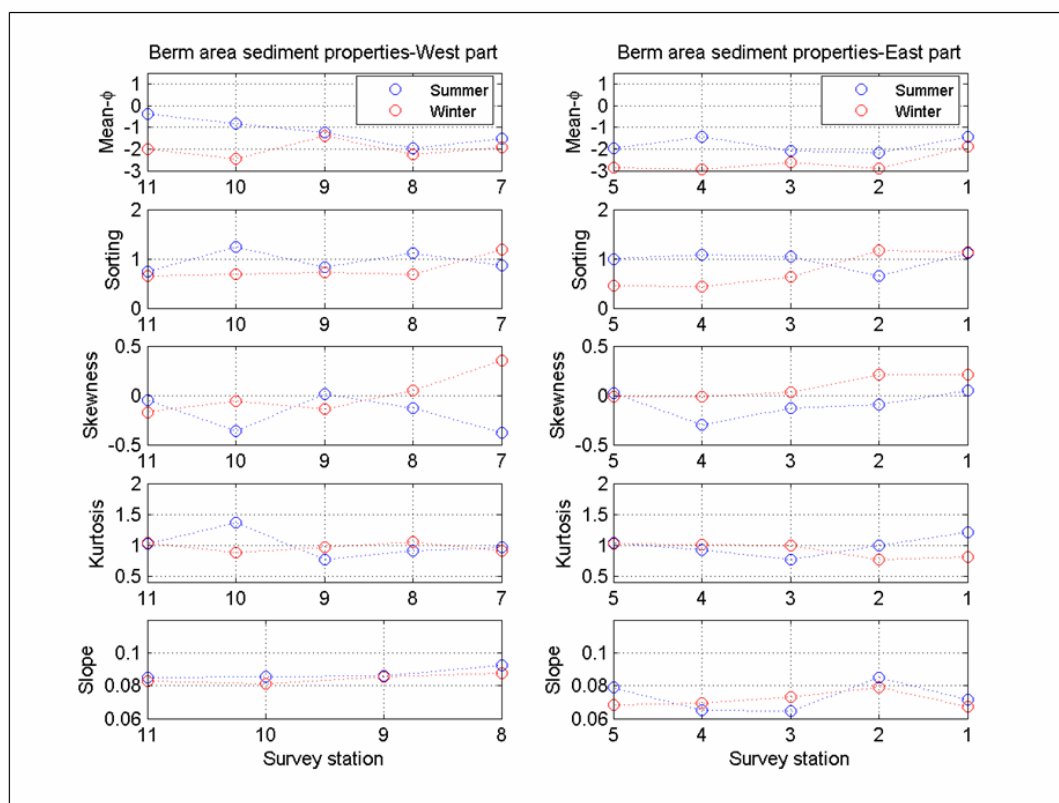 Berm area sediment properties-West part
Mean-ϕ
1
0
-1
-2
-3
Summer
Winter
11 10 9 8 7
Sorting
2
1
0
11 10 9 8 7
Skewness
0.5
0
-0.5
11 10 9 8 7
Kurtosis
2
1.5
1
0.5
11 10 9 8 7
Slope
0.1
0.08
0.06
11 10 9 8
Survey station
Berm area sediment properties-East part
Mean-ϕ
1
0
-1
-2
-3
Summer
Winter
5 4 3 2 1
Sorting
2
1
0
5 4 3 2 1
Skewness
0.5
0
-0.5
5 4 3 2 1
Kurtosis
2
1.5
1
0.5
5 4 3 2 1
Slope
0.1
0.08
0.06
5 4 3 2 1
Survey station